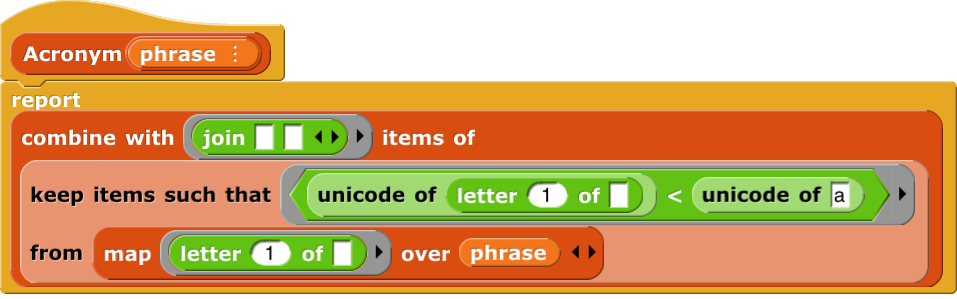 Acronym phrase ⋮
report
combine with join items of
keep items such that unicode of letter 1 of < unicode of a
from map letter 1 of over phrase